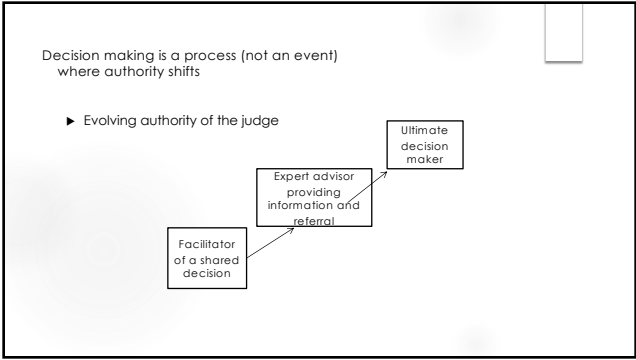 Decision making is a process (not an event)
where authority shifts
▶ Evolving authority of the judge
Ultimate
decision
maker
Expert advisor
providing
information and
referral
Facilitator
of a shared
decision